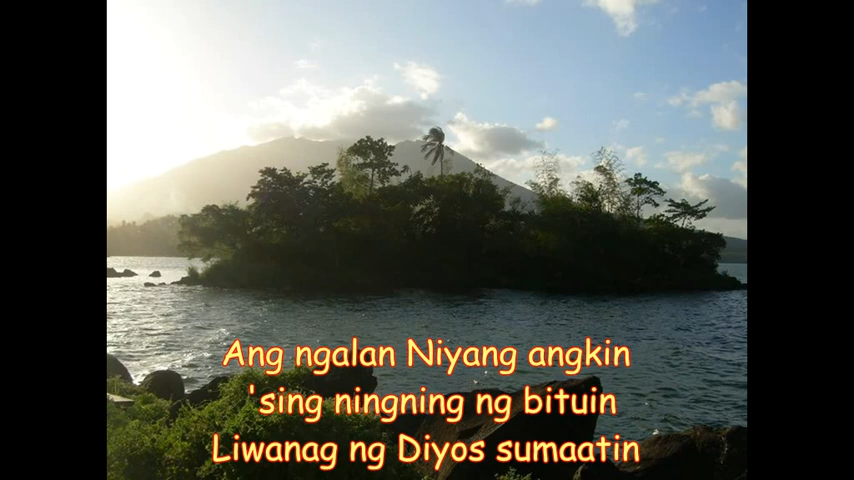 Ang ngalan Niyang angkin
'sing ningning ng bituin
Liwanag ng Diyos sumaatin